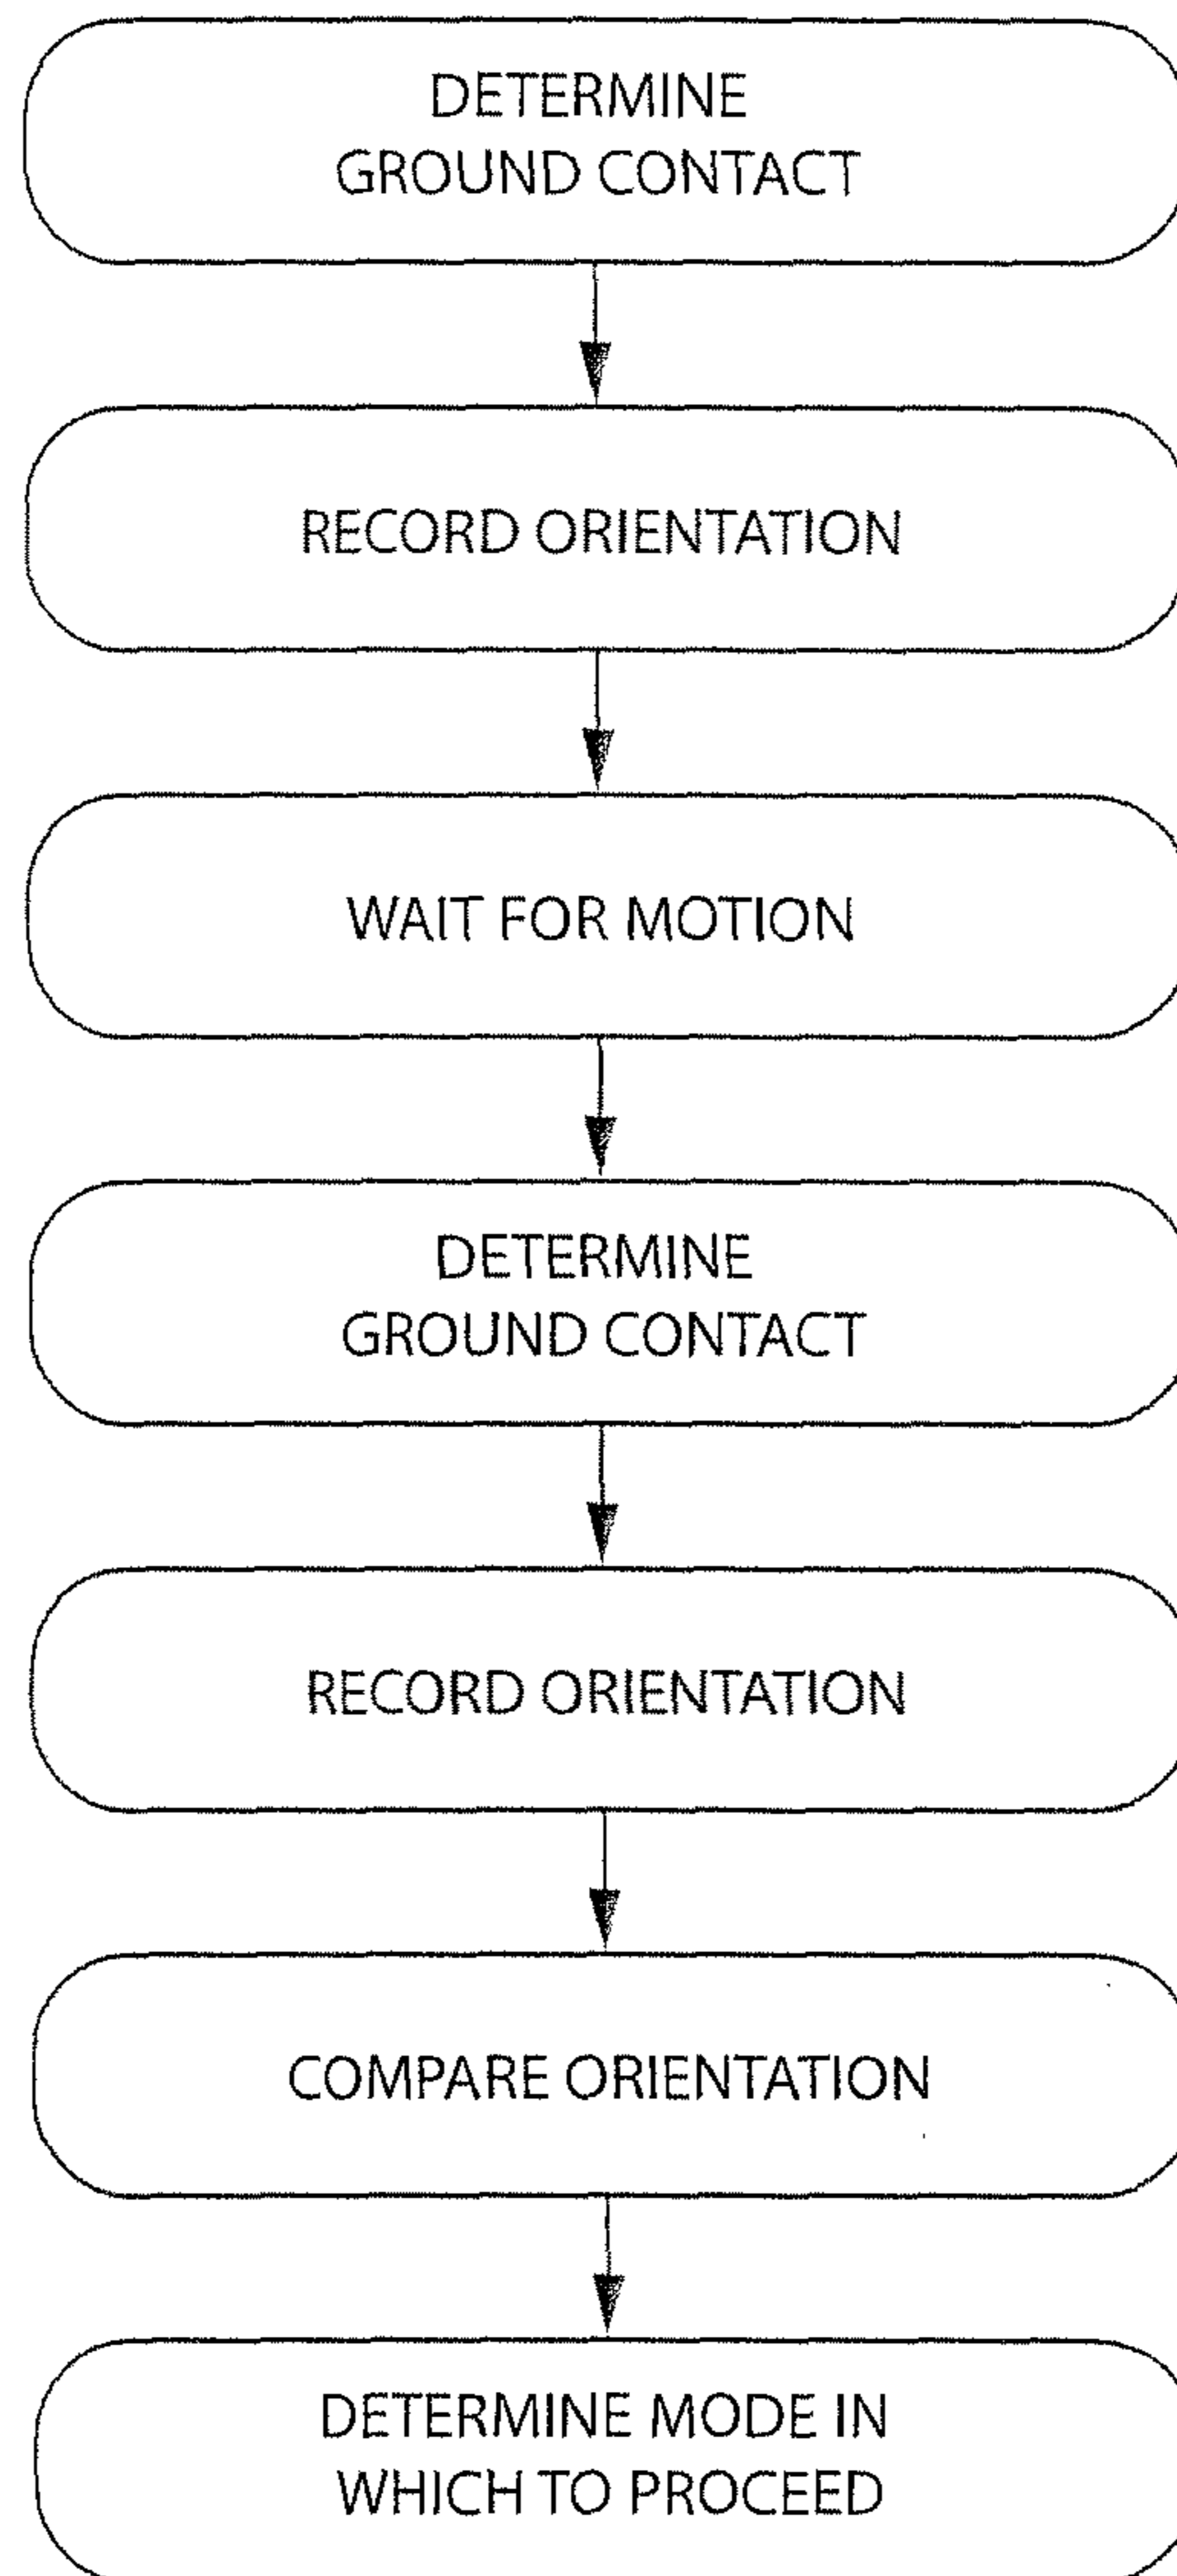 DETERMINE
GROUND CONTACT
RECORD ORIENTATION
WAIT FOR MOTION
DETERMINE
GROUND CONTACT
RECORD ORIENTATION
COMPARE ORIENTATION
DETERMINE MODE IN
WHICH TO PROCEED